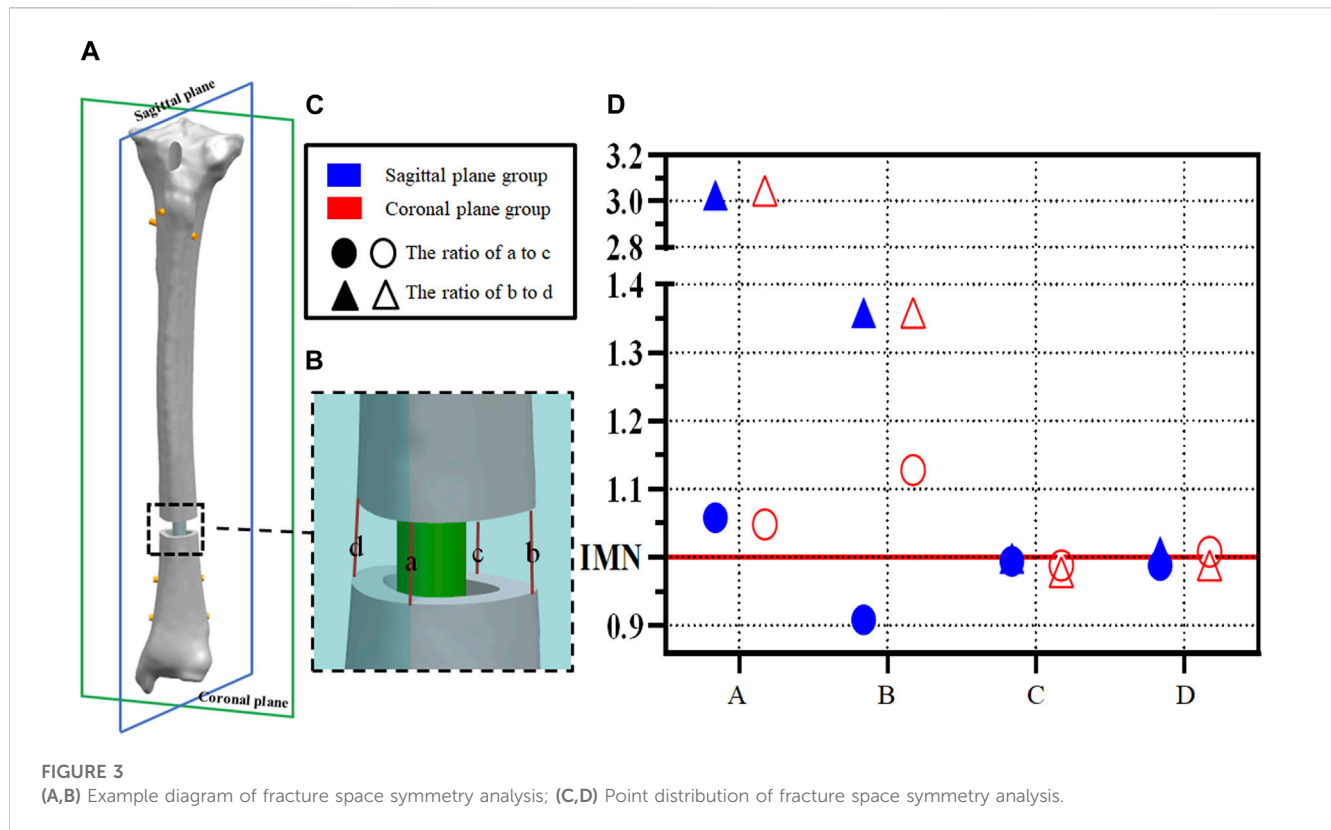 A
Sagittal plane
Coronal plane
C
Sagittal plane group
Coronal plane group
The ratio of a to c
The ratio of b to d
B
d
a
c
b
D
3.2
3.0
2.8
1.4
1.3
1.2
1.1
IMN
0.9
A B C D
FIGURE 3
(A,B) Example diagram of fracture space symmetry analysis; (C,D) Point distribution of fracture space symmetry analysis.